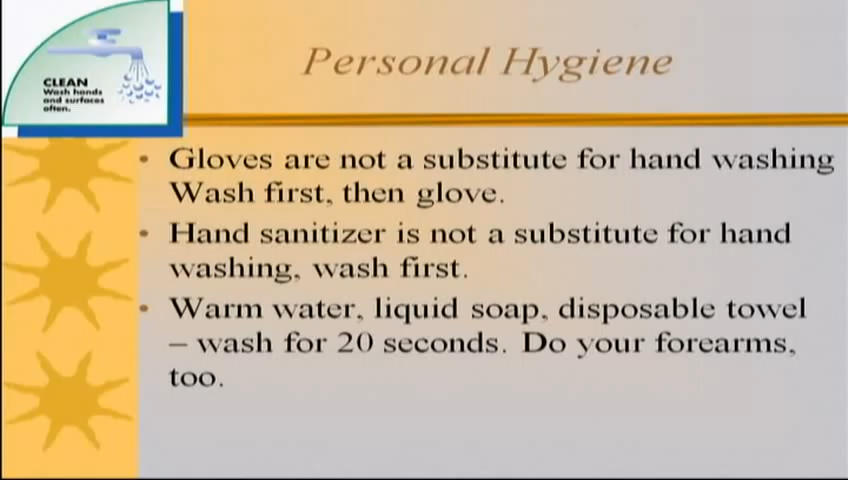 Personal Hygiene
CLEAN
Wash hands
and surfaces
often.
• Gloves are not a substitute for hand washing
Wash first, then glove.
• Hand sanitizer is not a substitute for hand
washing, wash first.
• Warm water, liquid soap, disposable towel
– wash for 20 seconds. Do your forearms,
too.